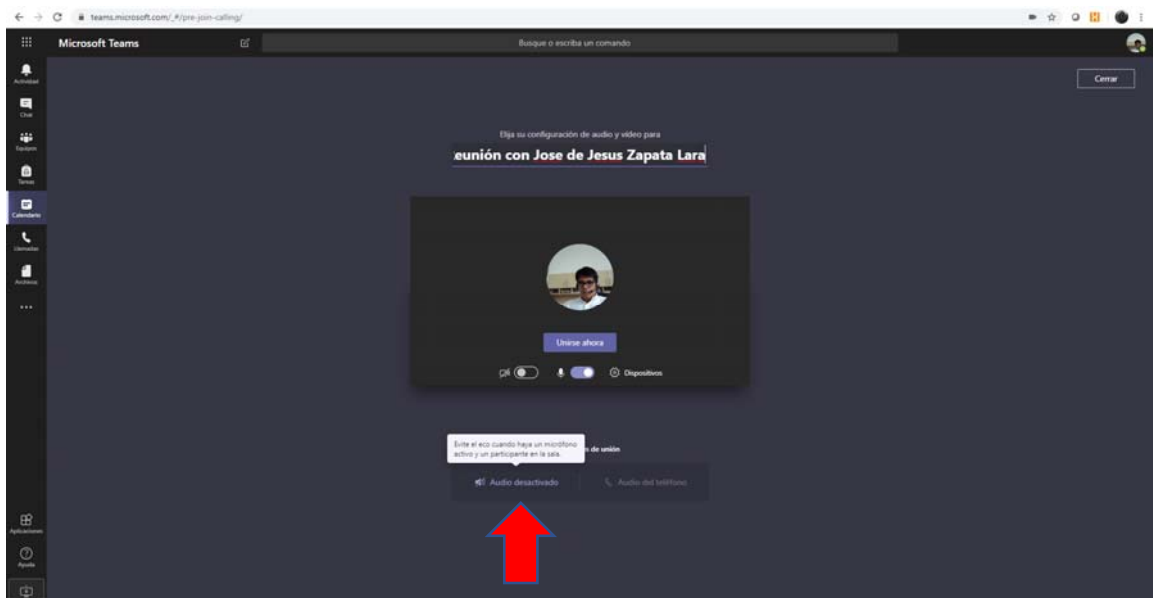 teams.microsoft.com/_#/pre-join-calling/
Microsoft Teams
Busque o escriba un comando
Actividad
Chat
Equipos
Tareas
Calendario
Llamadas
Archivos
Cerrar
Elija su configuración de audio y vídeo para
eunión con Jose de Jesus Zapata Lara
Unirse ahora
Dispositivos
Evite el eco cuando haya un micrófono
activo y un participante en la sala.
de unión
Audio desactivado
Audio del teléfono
Aplicaciones
Ayuda